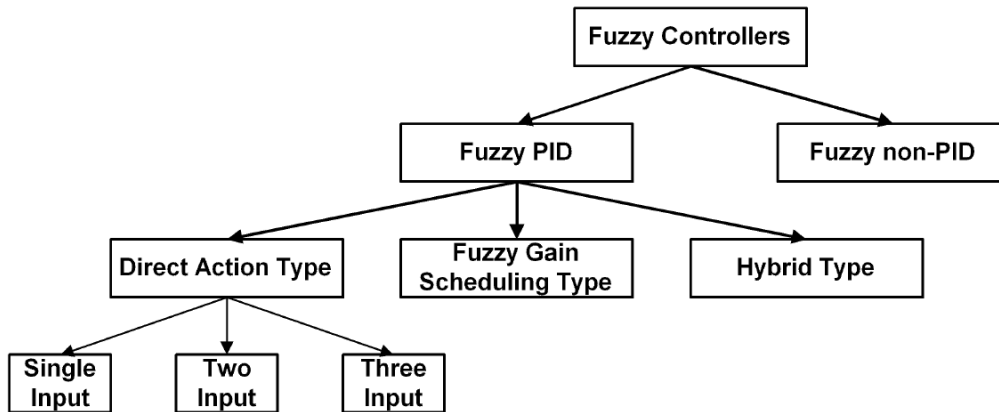 Fuzzy Controllers
Fuzzy PID
Fuzzy non-PID
Direct Action Type
Fuzzy Gain
Scheduling Type
Hybrid Type
Single
Input
Two
Input
Three
Input